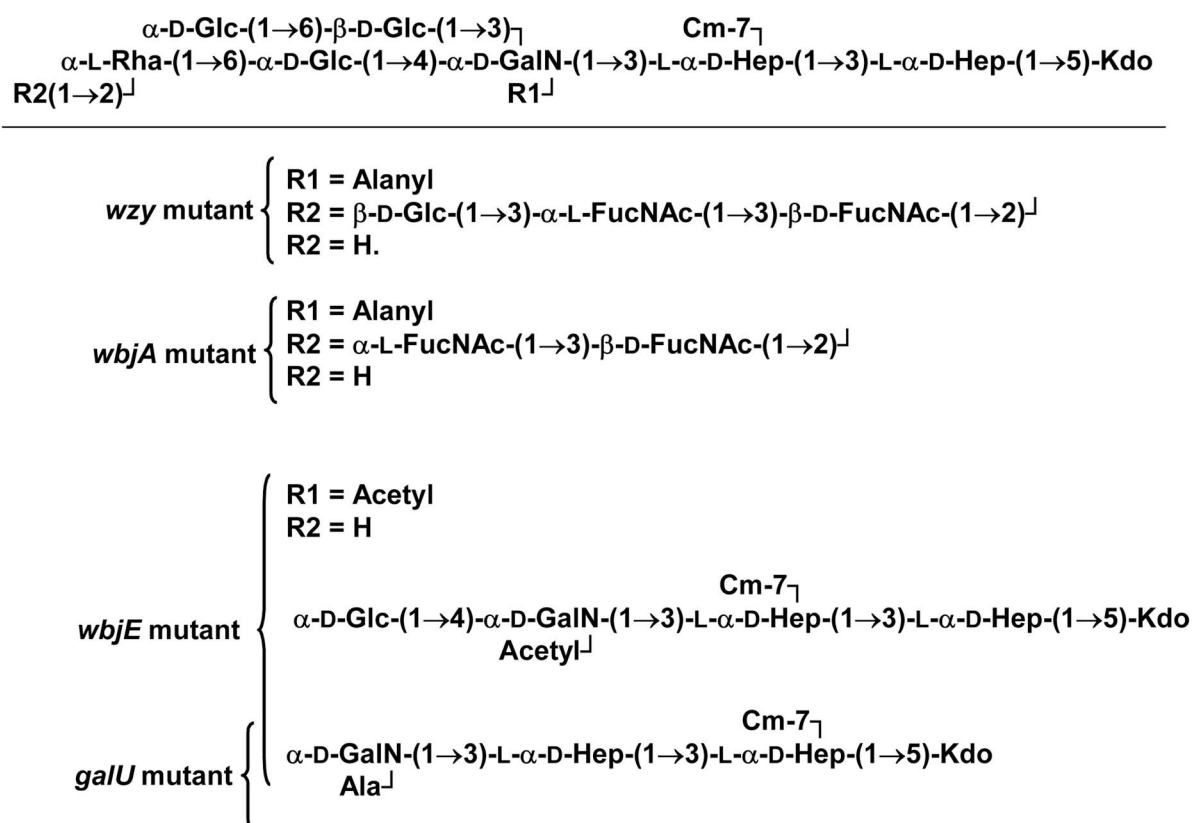 α-D-Glc-(1→6)-β-D-Glc-(1→3)┐ Cm-7┐
α-L-Rha-(1→6)-α-D-Glc-(1→4)-α-D-GalN-(1→3)-L-α-D-Hep-(1→3)-L-α-D-Hep-(1→5)-Kdo
R2(1→2)┘ R1┘
R1 = Alanyl
wzy mutant R2 = β-D-Glc-(1→3)-α-L-FucNAc-(1→3)-β-D-FucNAc-(1→2)┘
R2 = H.
R1 = Alanyl
wbjA mutant R2 = α-L-FucNAc-(1→3)-β-D-FucNAc-(1→2)┘
R2 = H
R1 = Acetyl
R2 = H
Cm-7┐
wbjE mutant α-D-Glc-(1→4)-α-D-GalN-(1→3)-L-α-D-Hep-(1→3)-L-α-D-Hep-(1→5)-Kdo
Acetyl┘
Cm-7┐
α-D-GalN-(1→3)-L-α-D-Hep-(1→3)-L-α-D-Hep-(1→5)-Kdo
galU mutant Ala┘